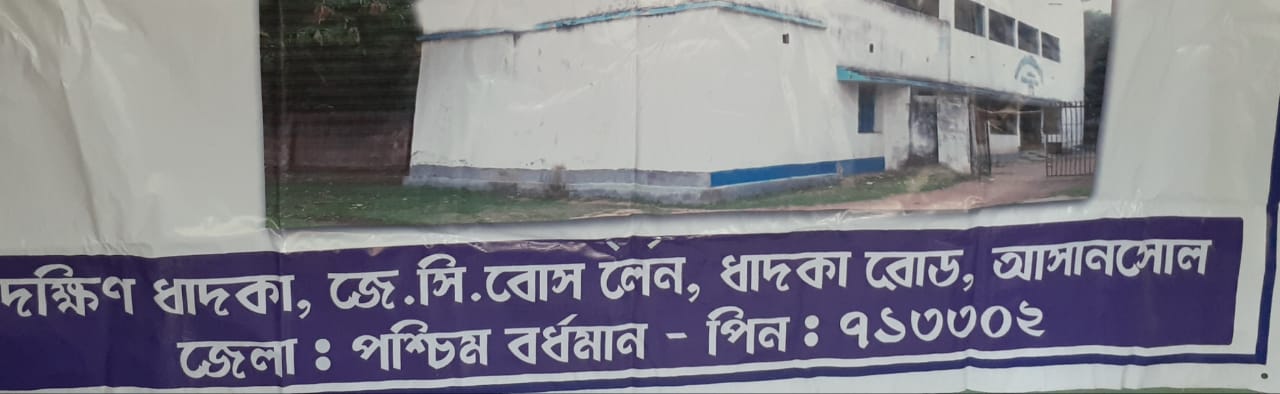 দক্ষিণ ধাদকা, জে.সি.বোস লেন, ধাদকা রোড, আসানসোল
জেলা : পশ্চিম বর্ধমান - পিন : ৭১৩৩০২